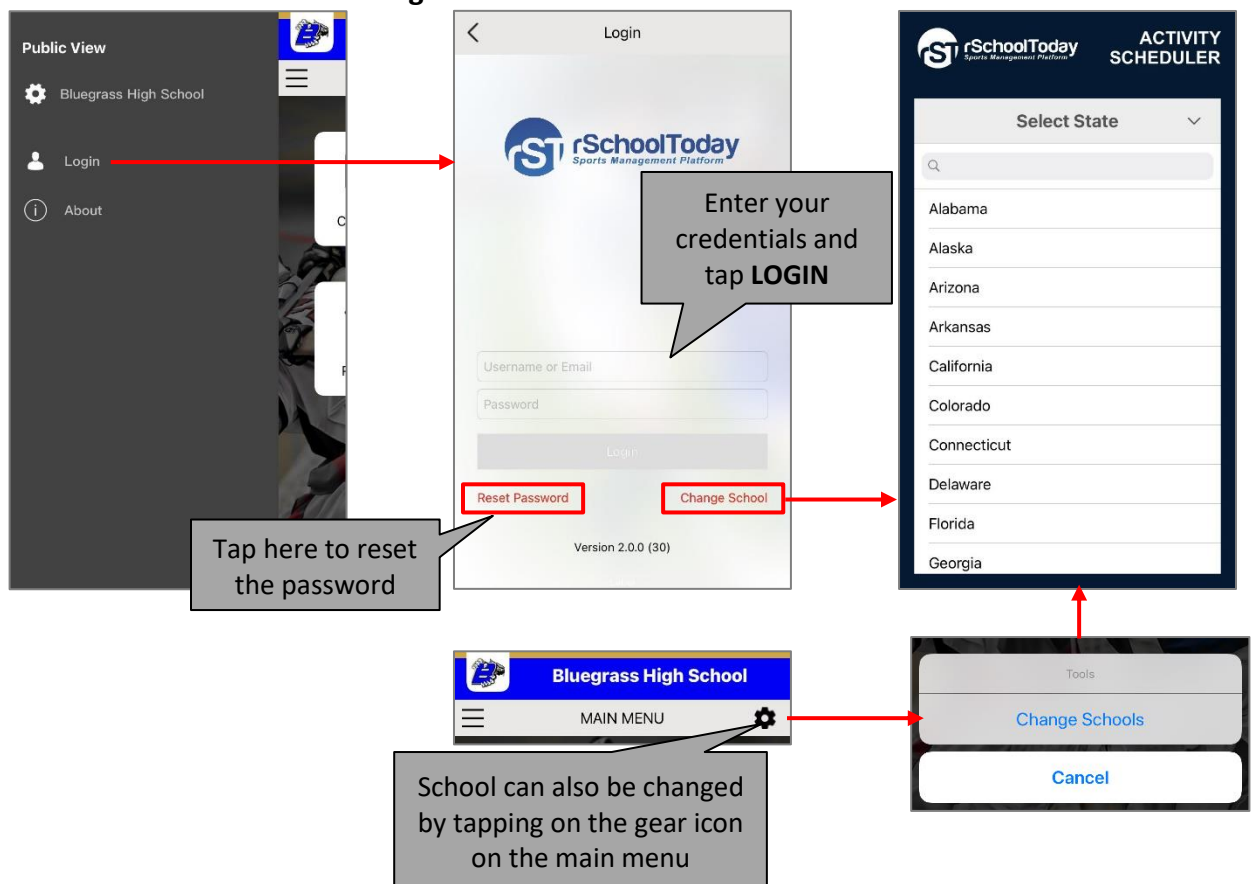 g
Public View
Bluegrass High School
Login
About
C
F
Login
rSchoolToday
Sports Management Platform
rST
Enter your
credentials and
tap LOGIN
Username or Email
Password
Login
Reset Password
Change School
Version 2.0.0 (30)
Tap here to reset
the password
rST
rSchoolToday
Sports Management Platform
ACTIVITY
SCHEDULER
Select State
Alabama
Alaska
Arizona
Arkansas
California
Colorado
Connecticut
Delaware
Florida
Georgia
Bluegrass High School
MAIN MENU
School can also be changed
by tapping on the gear icon
on the main menu
Tools
Change Schools
Cancel